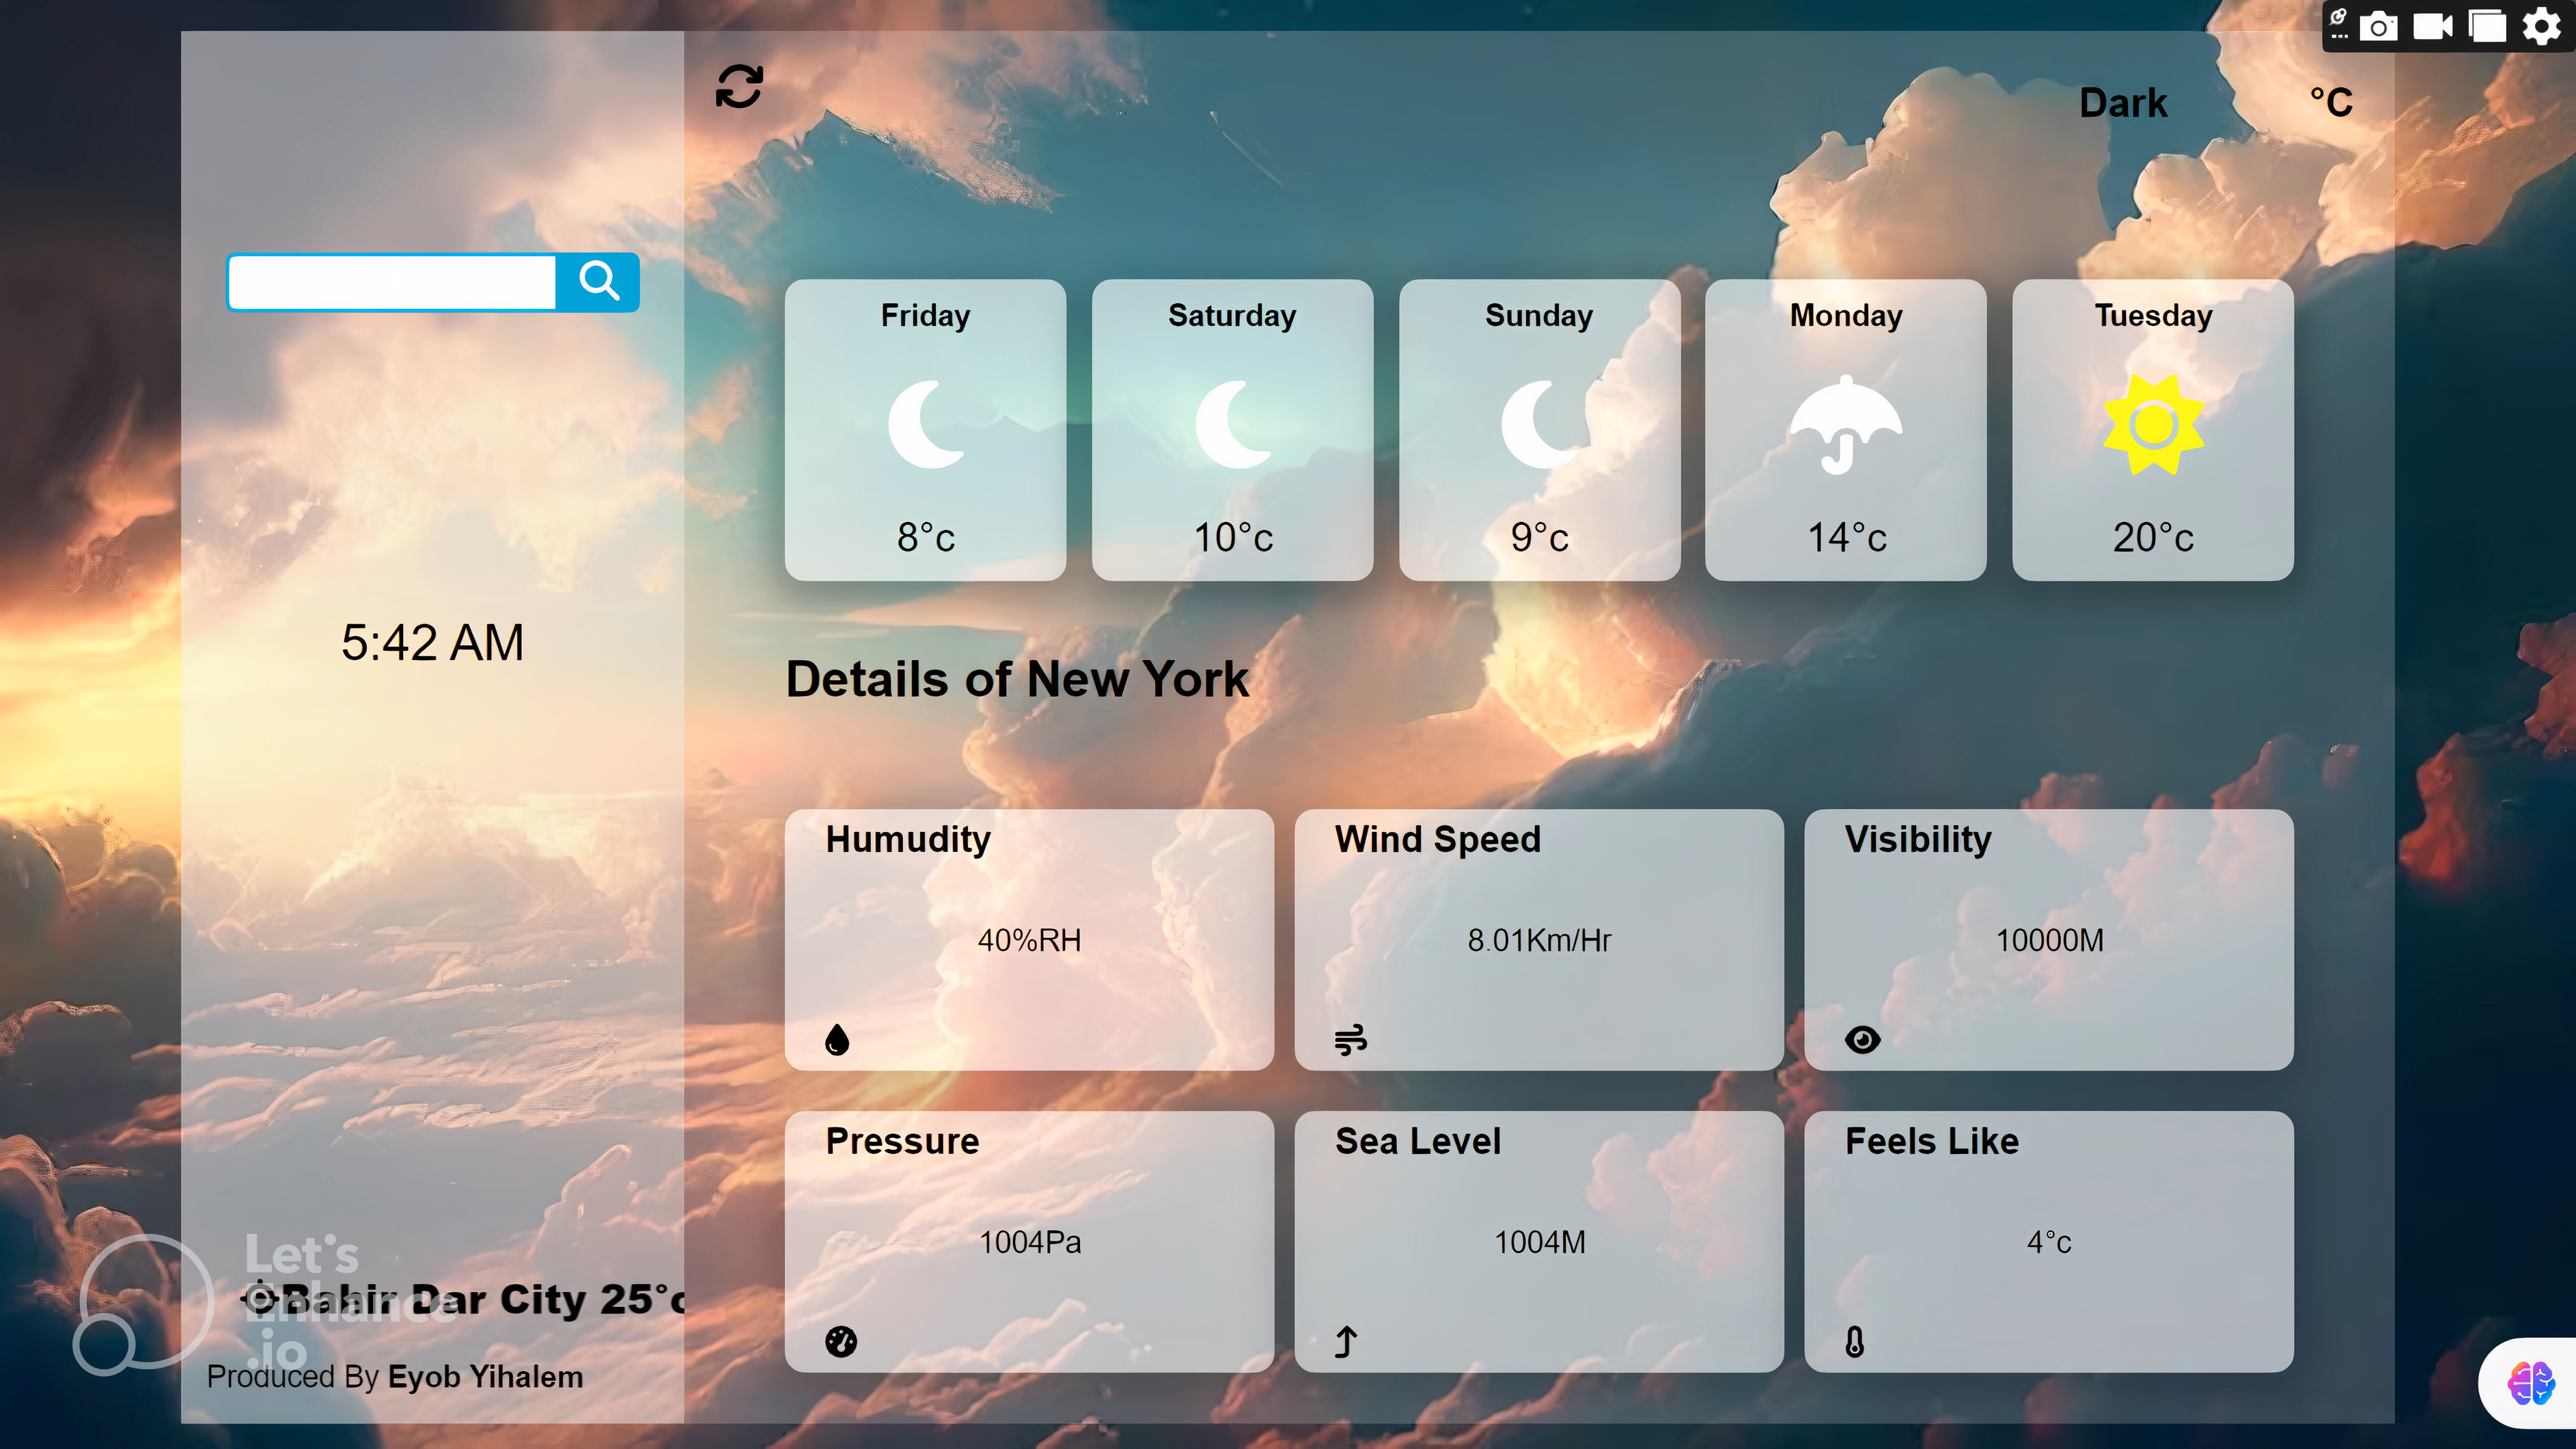 Dark
°C
Friday
Saturday
Sunday
Monday
Tuesday
8°c
10°c
9°c
14°c
20°c
5:42 AM
Details of New York
Humudity
Wind Speed
Visibility
40%RH
8.01Km/Hr
10000M
Pressure
Sea Level
Feels Like
1004Pa
1004M
4°c
Let's
Enhance
.io
Bahir Dar City 25°c
Produced By Eyob Yihalem